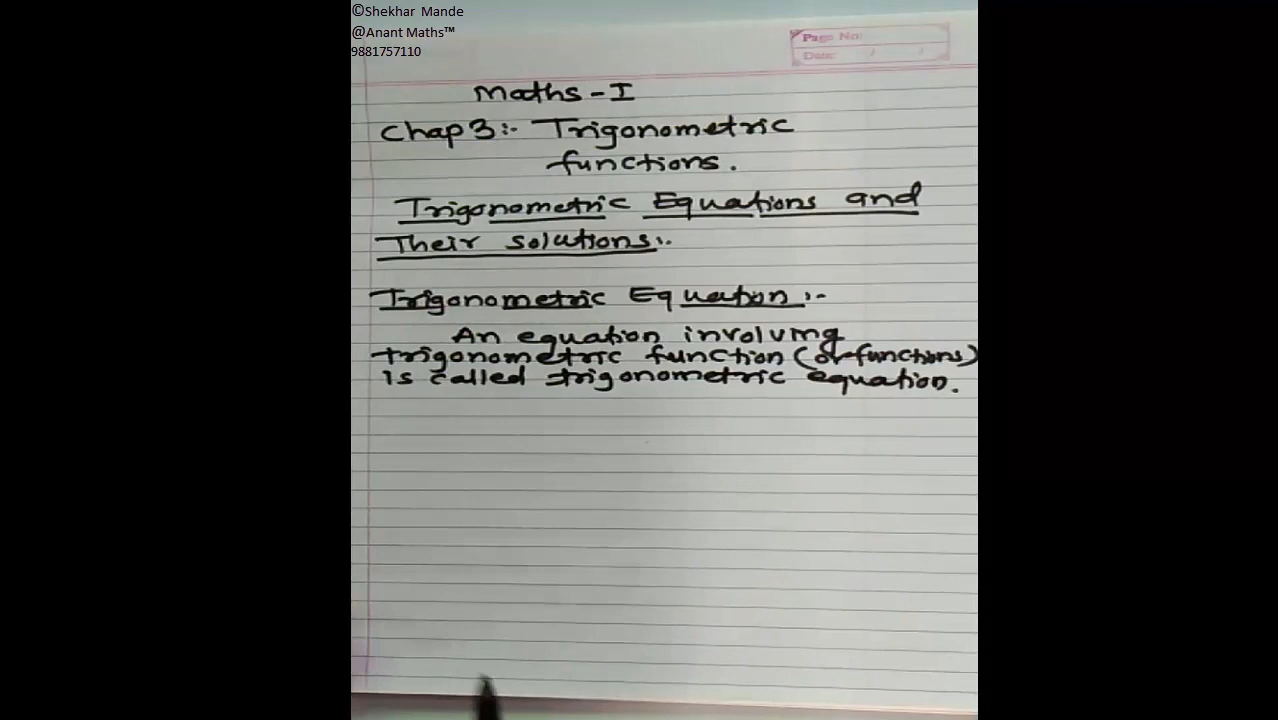 ©Shekhar Mande
@Anant Maths™
9881757110
Page No:
Date: / /
Maths - I
Chap 3:- Trigonometric
functions.
Trigonometric Equations and
Their solutions:-
Trigonometric Equation :-
An equation involving
trigonometric function (or functions)
is called trigonometric equation.